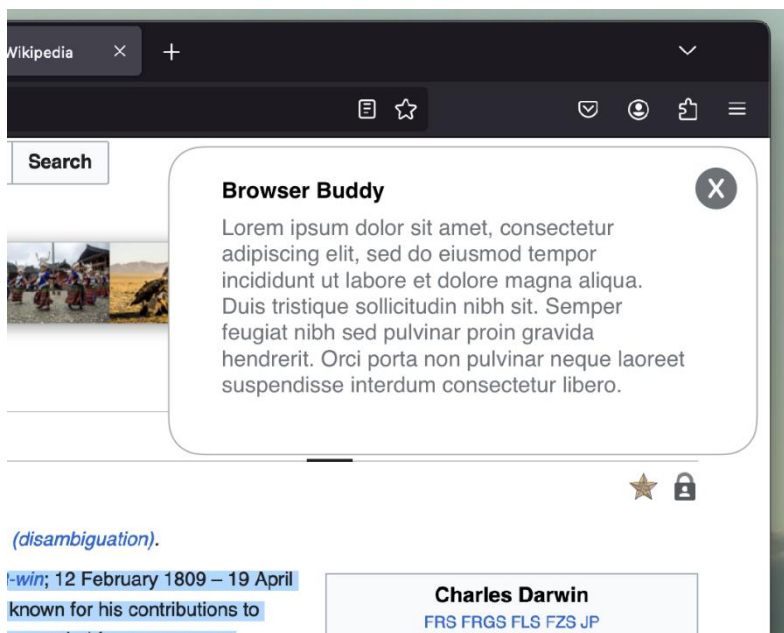 Wikipedia
Search
Browser Buddy
X
Lorem ipsum dolor sit amet, consectetur
adipiscing elit, sed do eiusmod tempor
incididunt ut labore et dolore magna aliqua.
Duis tristique sollicitudin nibh sit. Semper
feugiat nibh sed pulvinar proin gravida
hendrerit. Orci porta non pulvinar neque laoreet
suspendisse interdum consectetur libero.
(disambiguation).
-win; 12 February 1809 – 19 April
known for his contributions to
Charles Darwin
FRS FRGS FLS FZS JP